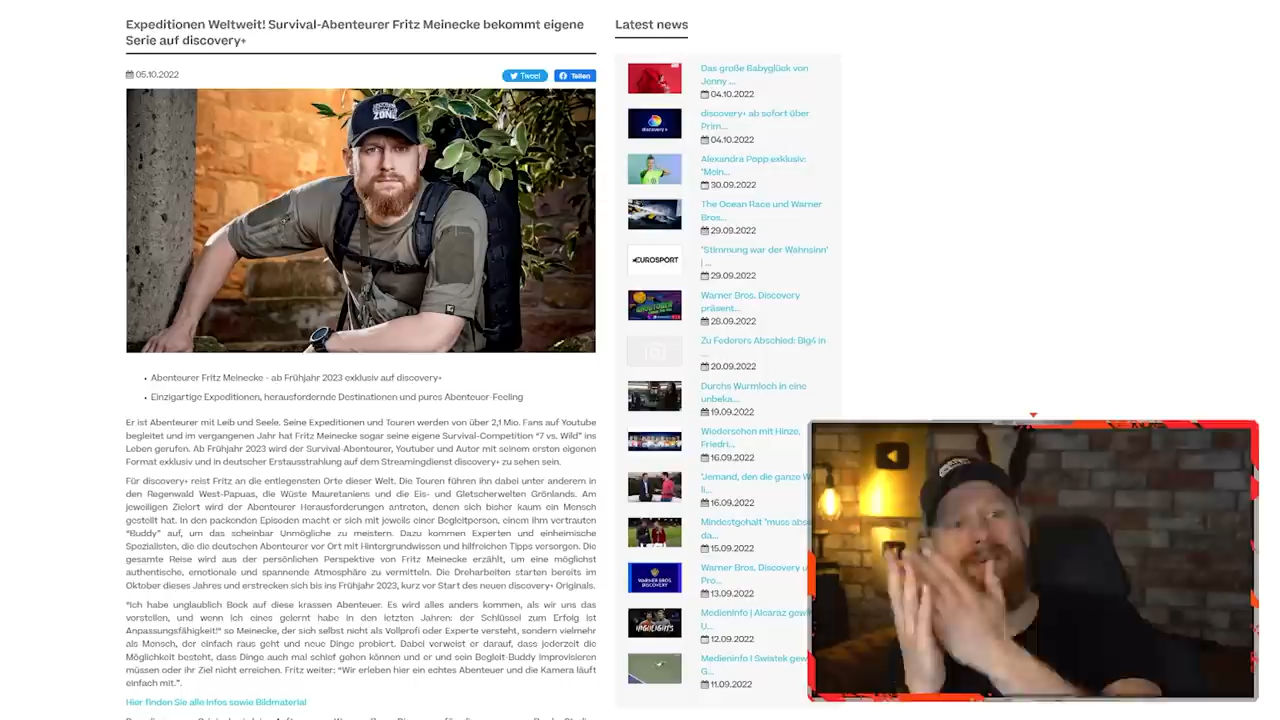 Expeditionen Weltweit! Survival-Abenteurer Fritz Meinecke bekommt eigene
Serie auf discovery+
05.10.2022
Tweet
Teilen
ZONE
Abenteurer Fritz Meinecke - ab Frühjahr 2023 exklusiv auf discovery+
Einzigartige Expeditionen, herausfordernde Destinationen und pures Abenteuer-Feeling
Er ist Abenteurer mit Leib und Seele. Seine Expeditionen und Touren werden von über 2,1 Mio. Fans auf Youtube
begleitet und im vergangenen Jahr hat Fritz Meinecke sogar seine eigene Survival-Competition "7 vs. Wild" ins
Leben gerufen. Ab Frühjahr 2023 wird der Survival-Abenteurer, Youtuber und Autor mit seinem ersten eigenen
Format exklusiv und in deutscher Erstausstrahlung auf dem Streamingdienst discovery+ zu sehen sein.
Für discovery+ reist Fritz an die entlegensten Orte dieser Welt. Die Touren führen ihn dabei unter anderem in
den Regenwald West-Papuas, die Wüste Mauretaniens und die Eis- und Gletscherwelten Grönlands. Am
jeweiligen Zielort wird der Abenteurer Herausforderungen antreten, denen sich bisher kaum ein Mensch
gestellt hat. In den packenden Episoden macht er sich mit jeweils einer Begleitperson, einem ihm vertrauten
"Buddy" auf, um das scheinbar Unmögliche zu meistern. Dazu kommen Experten und einheimische
Spezialisten, die die deutschen Abenteurer vor Ort mit Hintergrundwissen und hilfreichen Tipps versorgen. Die
gesamte Reise wird aus der persönlichen Perspektive von Fritz Meinecke erzählt, um eine möglichst
authentische, emotionale und spannende Atmosphäre zu vermitteln. Die Dreharbeiten starten bereits im
Oktober dieses Jahres und erstrecken sich bis ins Frühjahr 2023, kurz vor Start des neuen discovery+ Originals.
"Ich habe unglaublich Bock auf diese krassen Abenteuer. Es wird alles anders kommen, als wir uns das
vorstellen, und wenn ich eines gelernt habe in den letzten Jahren: der Schlüssel zum Erfolg ist
Anpassungsfähigkeit!" so Meinecke, der sich selbst nicht als Vollprofi oder Experte versteht, sondern vielmehr
als Mensch, der einfach raus geht und neue Dinge probiert. Dabei verweist er darauf, dass jederzeit die
Möglichkeit besteht, dass Dinge auch mal schief gehen können und er und sein Begleit-Buddy improvisieren
müssen oder ihr Ziel nicht erreichen. Fritz weiter: "Wir erleben hier ein echtes Abenteuer und die Kamera läuft
einfach mit.".
Hier finden Sie alle Infos sowie Bildmaterial
Latest news
Das große Babyglück von
Jenny ...
04.10.2022
discovery+
discovery+ ab sofort über
Prim...
04.10.2022
Alexandra Popp exklusiv:
"Mein...
30.09.2022
The Ocean Race und Warner
Bros...
29.09.2022
EUROSPORT
"Stimmung war der Wahnsinn"
| ...
29.09.2022
Warner Bros. Discovery
präsent...
28.09.2022
Zu Federers Abschied: Big4 in
...
20.09.2022
Durchs Wurmloch in eine
unbeka...
19.09.2022
Wiedersehen mit Hinze,
Friedri...
16.09.2022
"Jemand, den die ganze W
li...
16.09.2022
Mindestgehalt "muss abso
da...
15.09.2022
WARNER BROS.
DISCOVERY
Warner Bros. Discovery u
Pro...
13.09.2022
HIGHLIGHTS
Medieninfo | Alcaraz gewi
U...
12.09.2022
Medieninfo I Swiatek gew
G...
11.09.2022